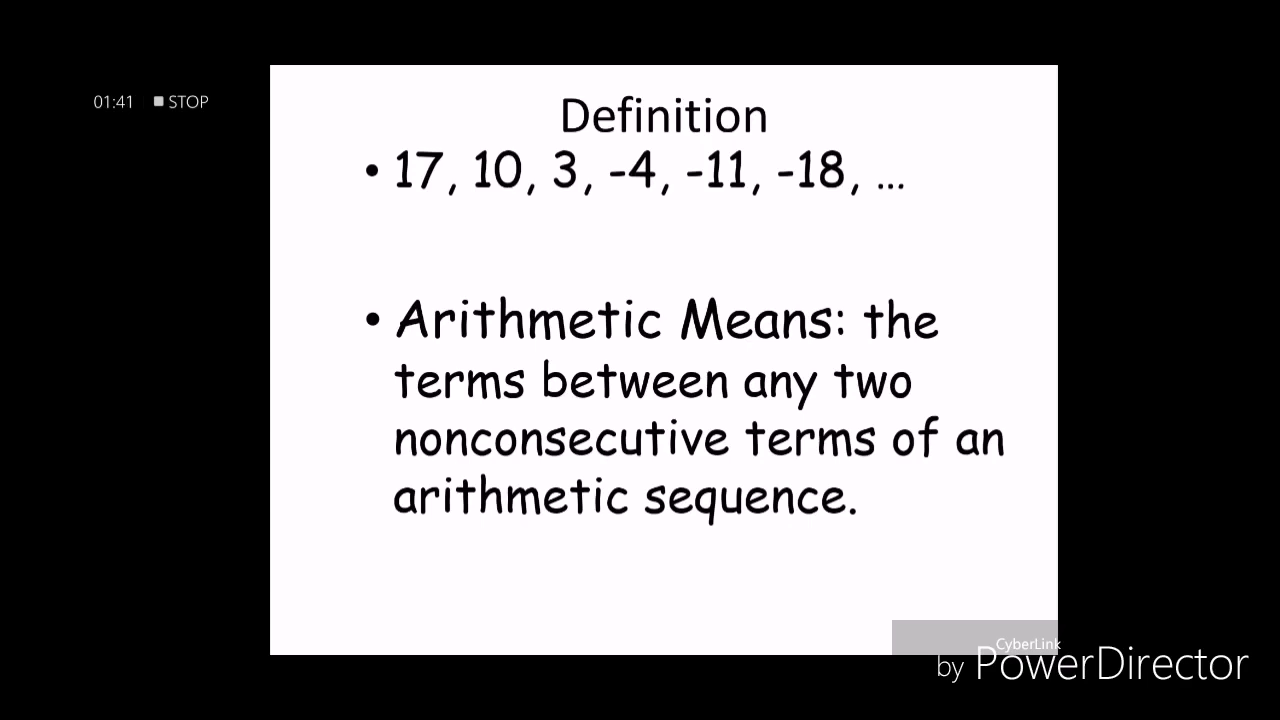 01:41 STOP
Definition
• 17, 10, 3, -4, -11, -18, ...
• Arithmetic Means: the
terms between any two
nonconsecutive terms of an
arithmetic sequence.
CyberLink
by PowerDirector